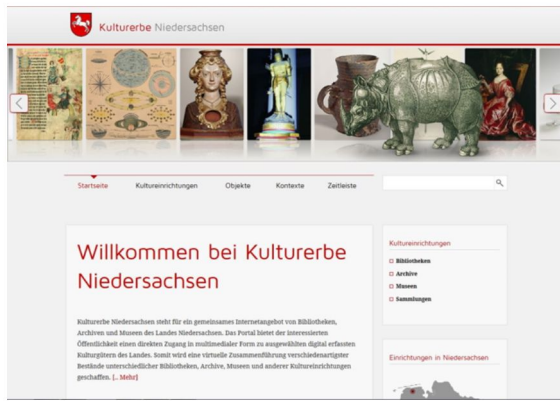 Kulturerbe Niedersachsen
Startseite
Kultureinrichtungen
Objekte
Kontexte
Zeitleiste
Willkommen bei Kulturerbe
Niedersachsen
Kulturerbe Niedersachsen steht für ein gemeinsames Internetangebot von Bibliotheken,
Archiven und Museen des Landes Niedersachsen. Das Portal bietet der interessierten
Öffentlichkeit einen direkten Zugang in multimedialer Form zu ausgewählten digital erfassten
Kulturgütern des Landes. Somit wird eine virtuelle Zusammenführung verschiedenartigster
Bestände unterschiedlicher Bibliotheken, Archive, Museen und anderer Kultureinrichtungen
geschaffen. [... Mehr]
Kultureinrichtungen
Bibliotheken
Archive
Museen
Sammlungen
Einrichtungen in Niedersachsen